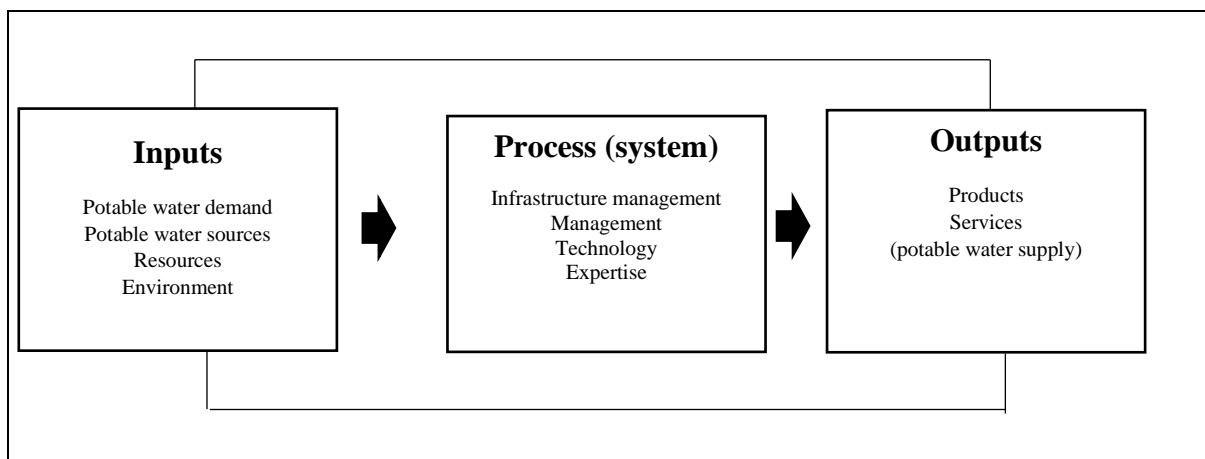 Inputs
Potable water demand
Potable water sources
Resources
Environment
Process (system)
Infrastructure management
Management
Technology
Expertise
Outputs
Products
Services
(potable water supply)